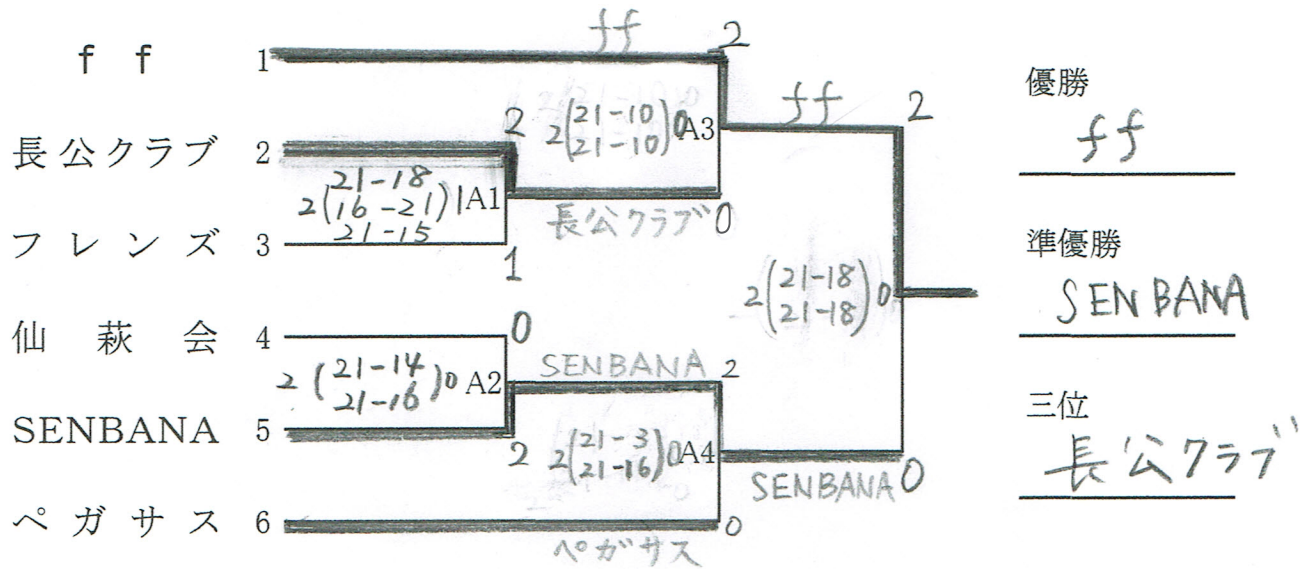 ff
2
f f
1
ff
2
優勝
2
2(21-10
21-10)0
A3
ff
長公クラブ
2
21-18
2(16-21)1
21-15
A1
長公クラブ
0
フレンズ
3
1
準優勝
2(21-18
21-18)0
SENBANA
仙萩会
4
0
2(21-14
21-16)0
A2
SENBANA
2
三位
SENBANA
5
2
2(21-3
21-16)0
A4
長公クラブ
SENBANA
0
ペガサス
6
0
ペガサス